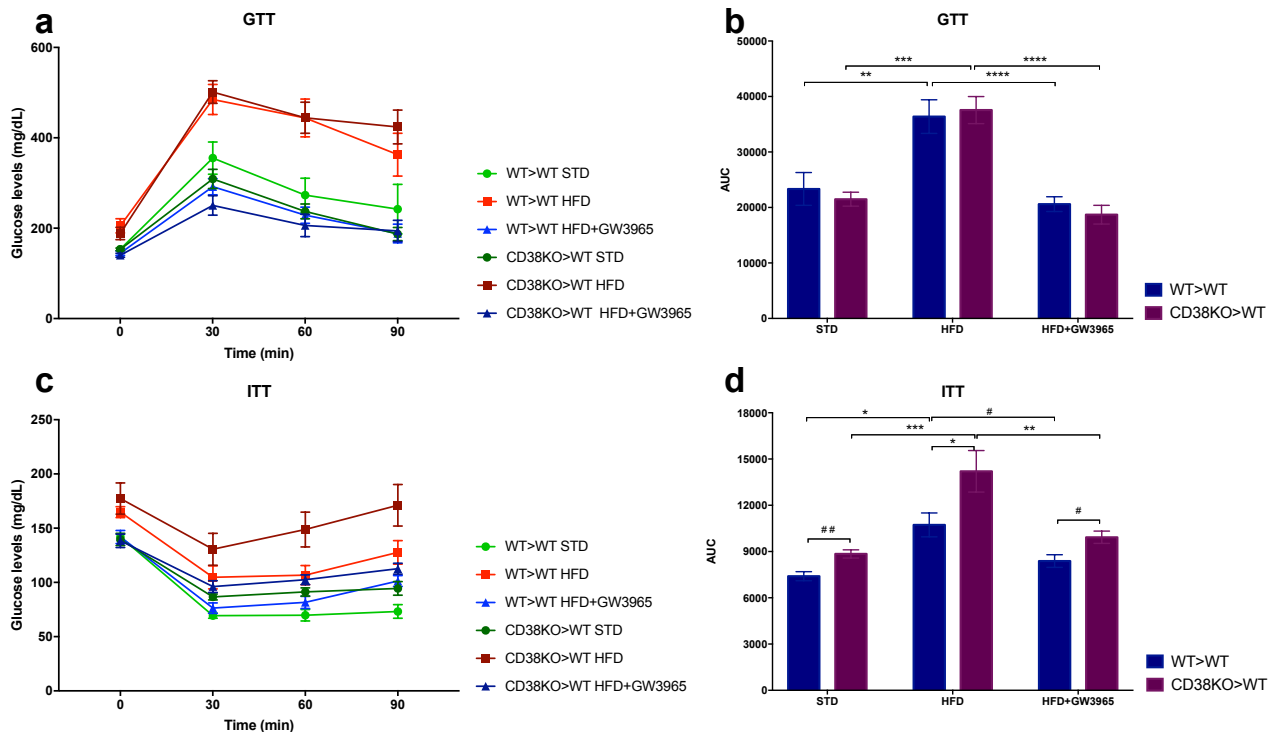 a
GTT
Glucose levels (mg/dL)
600
400
200
0
0 30 60 90
Time (min)
WT>WT STD
WT>WT HFD
WT>WT HFD+GW3965
CD38KO>WT STD
CD38KO>WT HFD
CD38KO>WT HFD+GW3965
b
GTT
AUC
50000
40000
30000
20000
10000
0
*** ****
** ****
STD HFD HFD+GW3965
WT>WT
CD38KO>WT
c
ITT
Glucose levels (mg/dL)
250
200
150
100
50
0
0 30 60 90
Time (min)
WT>WT STD
WT>WT HFD
WT>WT HFD+GW3965
CD38KO>WT STD
CD38KO>WT HFD
CD38KO>WT HFD+GW3965
d
ITT
AUC
18000
15000
12000
9000
6000
3000
0
* #
*** **
*
##
#
STD HFD HFD+GW3965
WT>WT
CD38KO>WT